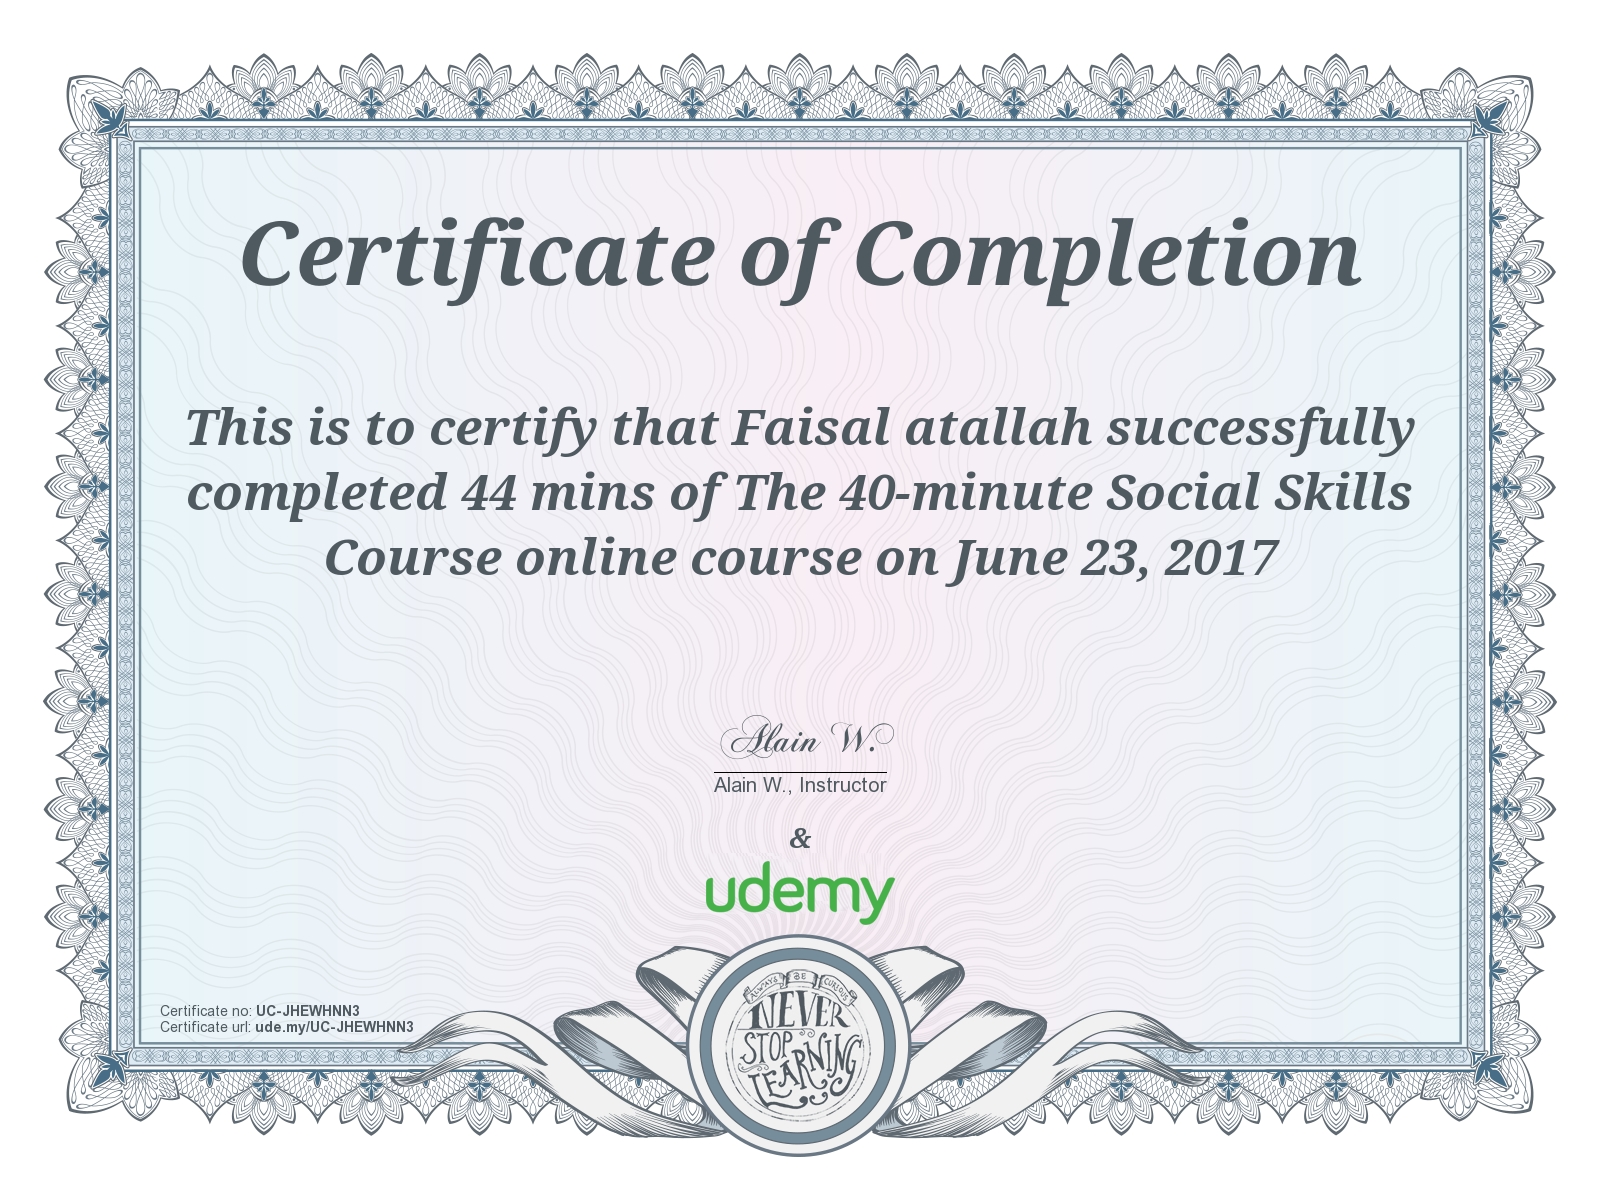 Certificate of Completion
This is to certify that Faisal atallah successfully
completed 44 mins of The 40-minute Social Skills
Course online course on June 23, 2017
Alain W.
Alain W., Instructor
&
udemy
Certificate no: UC-JHEWHNN3
Certificate url: ude.my/UC-JHEWHNN3
ALWAYS BE CURIOUS
NEVER
STOP
LEARNING